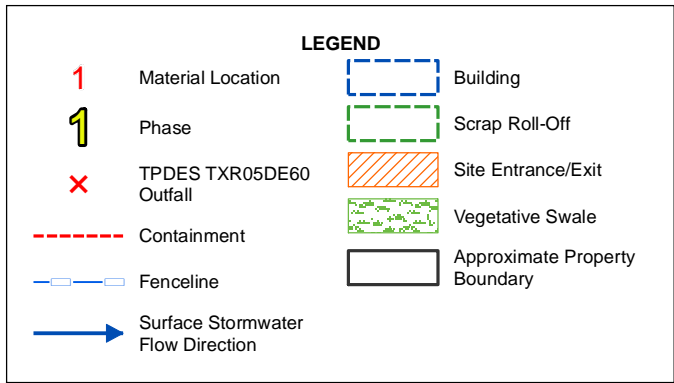 LEGEND
1 Material Location
1 Phase
TPDES TXR05DE60
Outfall
Containment
Fenceline
Surface Stormwater
Flow Direction
Building
Scrap Roll-Off
Site Entrance/Exit
Vegetative Swale
Approximate Property
Boundary